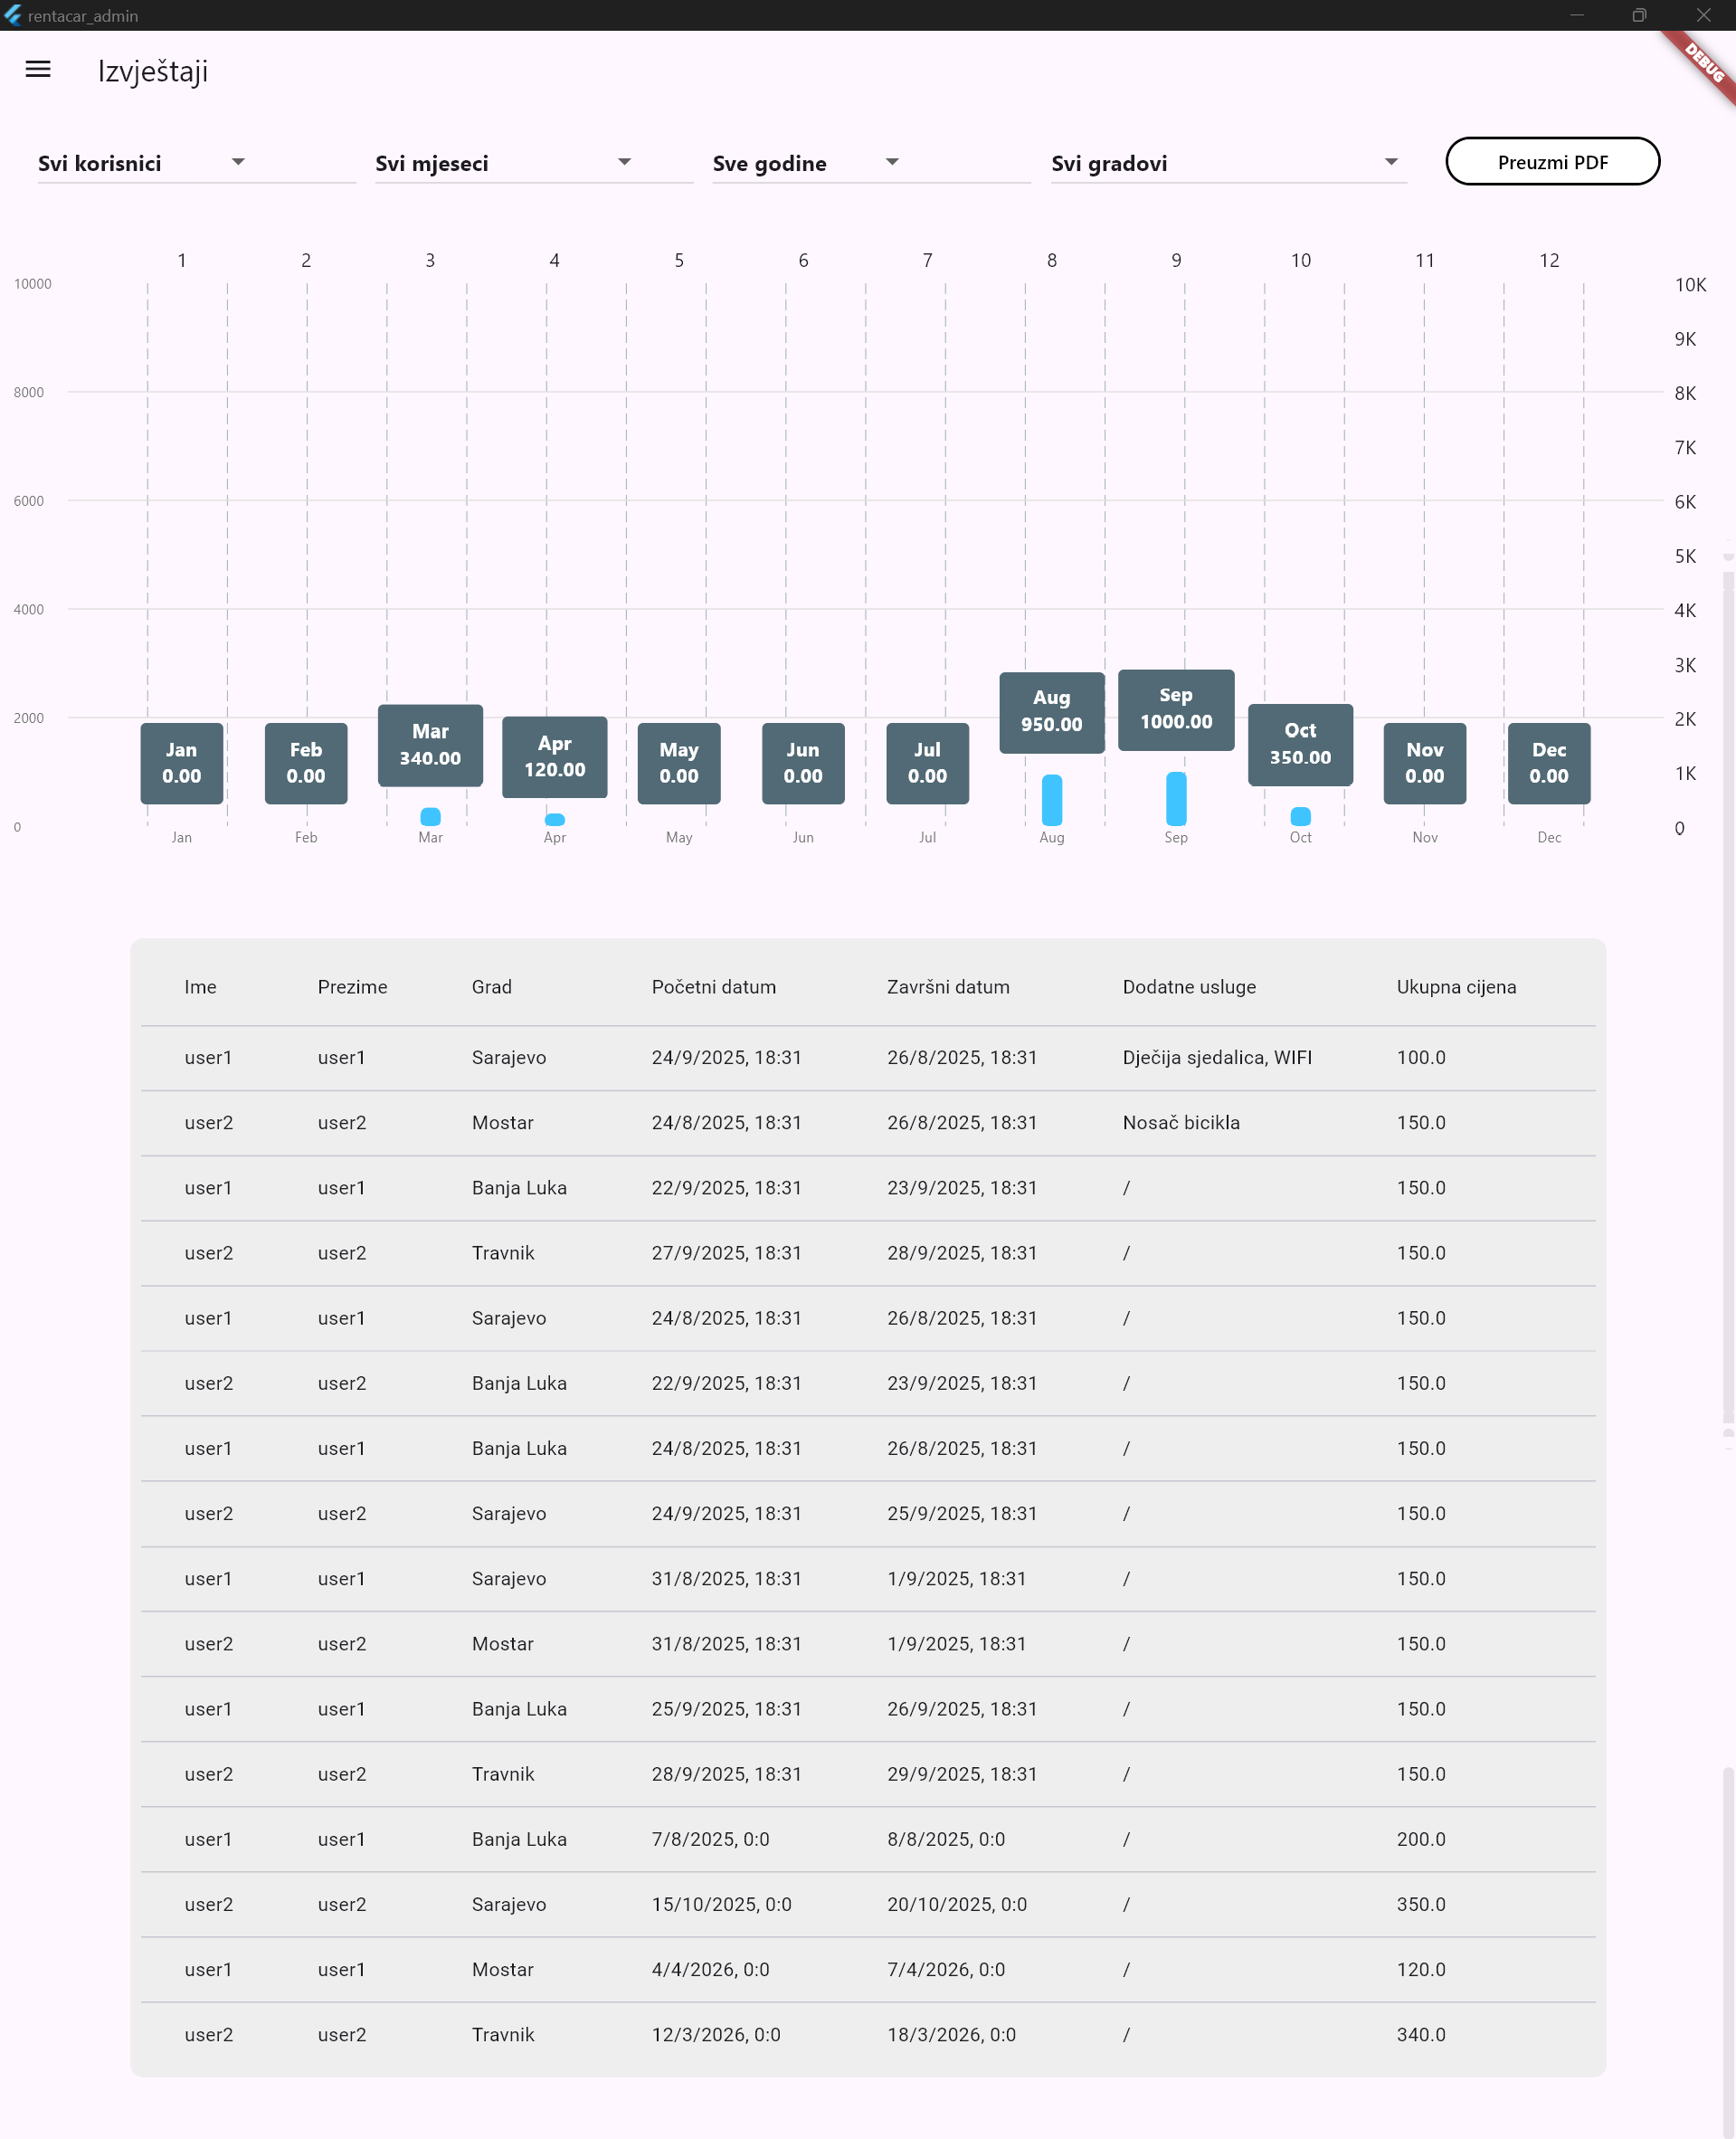 rentacar_admin
DEBUG
Izvještaji
Svi korisnici Svi mjeseci Sve godine Svi gradovi Preuzmi PDF
1 2 3 4 5 6 7 8 9 10 11 12
10000 10K
9K
8000 8K
7K
6000 6K
5K
4000 4K
3K
2000 2K
1K
0 0
Jan 0.00
Feb 0.00
Mar 340.00
Apr 120.00
May 0.00
Jun 0.00
Jul 0.00
Aug 950.00
Sep 1000.00
Oct 350.00
Nov 0.00
Dec 0.00
Jan Feb Mar Apr May Jun Jul Aug Sep Oct Nov Dec
Ime Prezime Grad Početni datum Završni datum Dodatne usluge Ukupna cijena
user1 user1 Sarajevo 24/9/2025, 18:31 26/8/2025, 18:31 Dječija sjedalica, WIFI 100.0
user2 user2 Mostar 24/8/2025, 18:31 26/8/2025, 18:31 Nosač bicikla 150.0
user1 user1 Banja Luka 22/9/2025, 18:31 23/9/2025, 18:31 / 150.0
user2 user2 Travnik 27/9/2025, 18:31 28/9/2025, 18:31 / 150.0
user1 user1 Sarajevo 24/8/2025, 18:31 26/8/2025, 18:31 / 150.0
user2 user2 Banja Luka 22/9/2025, 18:31 23/9/2025, 18:31 / 150.0
user1 user1 Banja Luka 24/8/2025, 18:31 26/8/2025, 18:31 / 150.0
user2 user2 Sarajevo 24/9/2025, 18:31 25/9/2025, 18:31 / 150.0
user1 user1 Sarajevo 31/8/2025, 18:31 1/9/2025, 18:31 / 150.0
user2 user2 Mostar 31/8/2025, 18:31 1/9/2025, 18:31 / 150.0
user1 user1 Banja Luka 25/9/2025, 18:31 26/9/2025, 18:31 / 150.0
user2 user2 Travnik 28/9/2025, 18:31 29/9/2025, 18:31 / 150.0
user1 user1 Banja Luka 7/8/2025, 0:0 8/8/2025, 0:0 / 200.0
user2 user2 Sarajevo 15/10/2025, 0:0 20/10/2025, 0:0 / 350.0
user1 user1 Mostar 4/4/2026, 0:0 7/4/2026, 0:0 / 120.0
user2 user2 Travnik 12/3/2026, 0:0 18/3/2026, 0:0 / 340.0